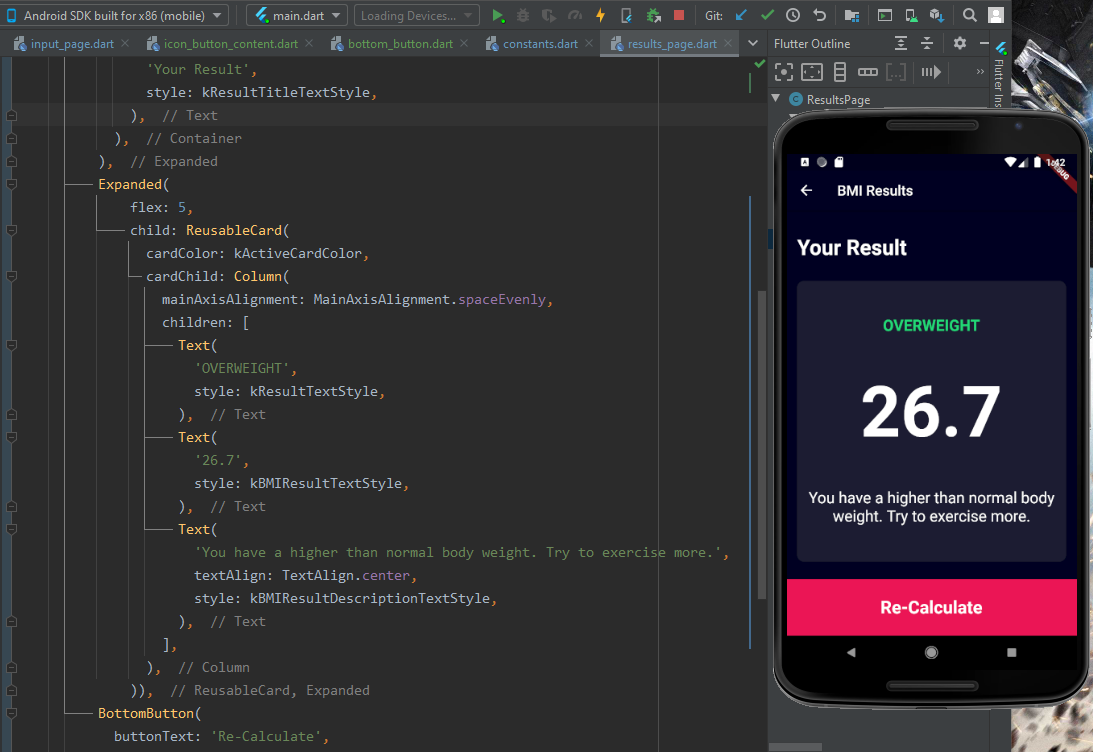 Android SDK built for x86 (mobile)
main.dart
Loading Devices...
Git:
input_page.dart
icon_button_content.dart
bottom_button.dart
constants.dart
results_page.dart
Flutter Outline
ResultsPage
Flutter Ins
'Your Result',
style: kResultTitleTextStyle,
), // Text
), // Container
), // Expanded
Expanded(
flex: 5,
child: ReusableCard(
cardColor: kActiveCardColor,
cardChild: Column(
mainAxisAlignment: MainAxisAlignment.spaceEvenly,
children: [
Text(
'OVERWEIGHT',
style: kResultTextStyle,
), // Text
Text(
'26.7',
style: kBMIResultTextStyle,
), // Text
Text(
'You have a higher than normal body weight. Try to exercise more.',
textAlign: TextAlign.center,
style: kBMIResultDescriptionTextStyle,
), // Text
],
), // Column
)), // ReusableCard, Expanded
BottomButton(
buttonText: 'Re-Calculate',
1:42
BMI Results
Your Result
OVERWEIGHT
26.7
You have a higher than normal body
weight. Try to exercise more.
Re-Calculate